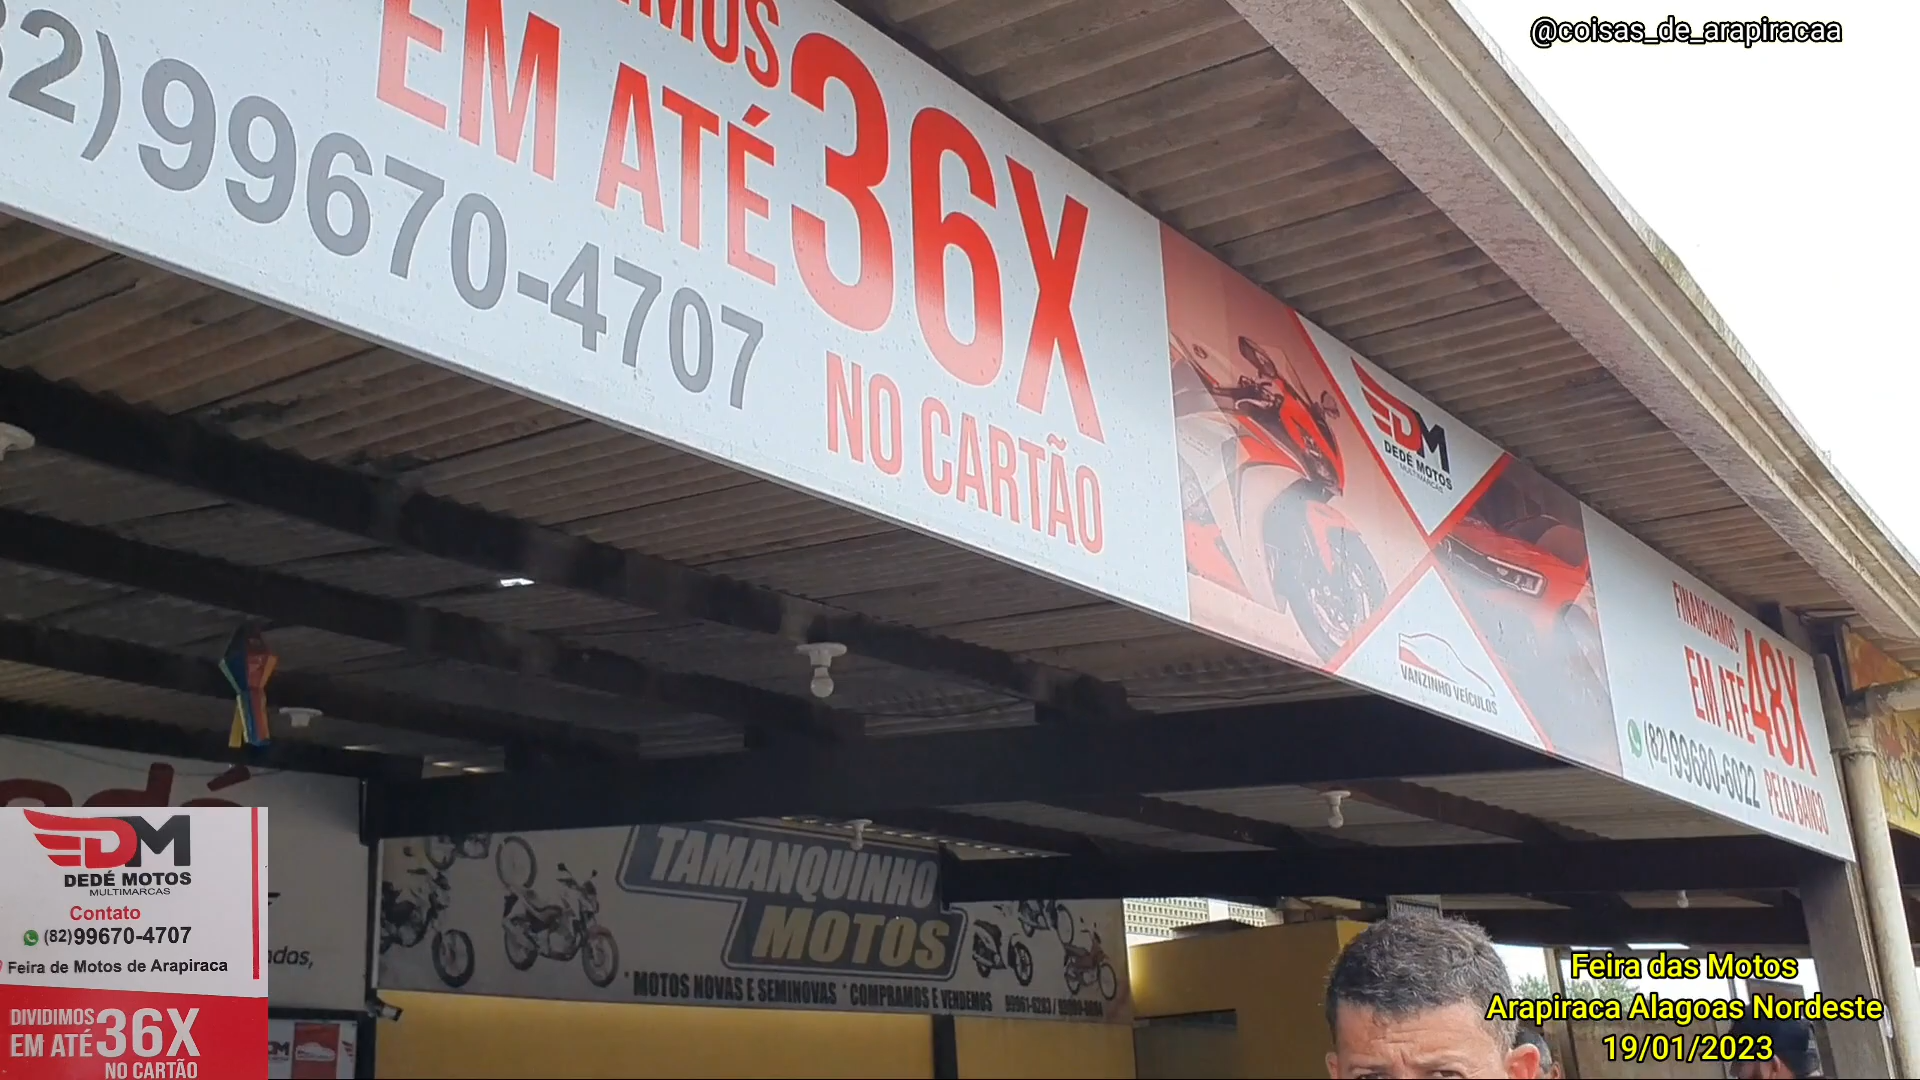 @coisas_de_arapiracaa
EM ATÉ 36X
NO CARTÃO
99670-4707
DM
DEDÉ MOTOS
MULTIMARCAS
VANZINHO VEÍCULOS
FINANCIAMOS
EM ATÉ 48X
PELO BANCO
(82)99680-6022
TAMANQUINHO
MOTOS
* MOTOS NOVAS E SEMINOVAS * COMPRAMOS E VENDEMOS
DM
DEDÉ MOTOS
MULTIMARCAS
Contato
(82)99670-4707
Feira de Motos de Arapiraca
DIVIDIMOS
EM ATÉ 36X
NO CARTÃO
Feira das Motos
Arapiraca Alagoas Nordeste
19/01/2023